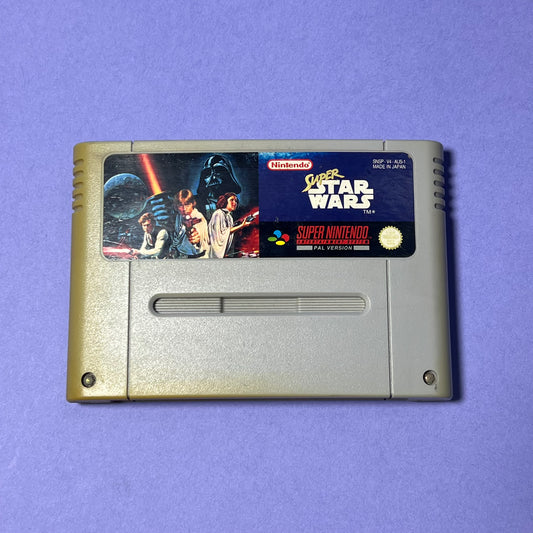 Nintendo
SNSP - V4 - AUS-1
MADE IN JAPAN
SUPER
STAR
WARS
TM*
SUPER NINTENDO
ENTERTAINMENT SYSTEM
PAL VERSION